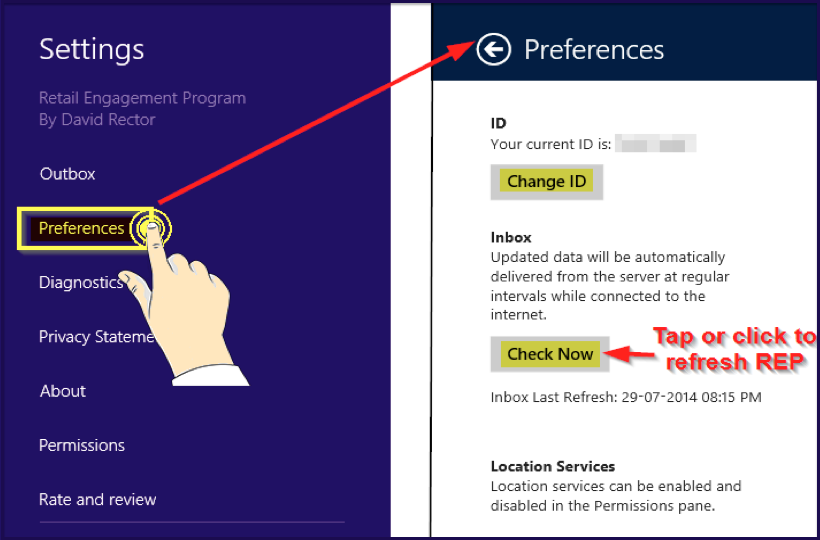 Settings
Retail Engagement Program
By David Rector
Outbox
Preferences
Diagnostics
Privacy Stateme
About
Permissions
Rate and review
Preferences
ID
Your current ID is:
Change ID
Inbox
Updated data will be automatically
delivered from the server at regular
intervals while connected to the
internet.
Check Now
Tap or click to
refresh REP
Inbox Last Refresh: 29-07-2014 08:15 PM
Location Services
Location services can be enabled and
disabled in the Permissions pane.